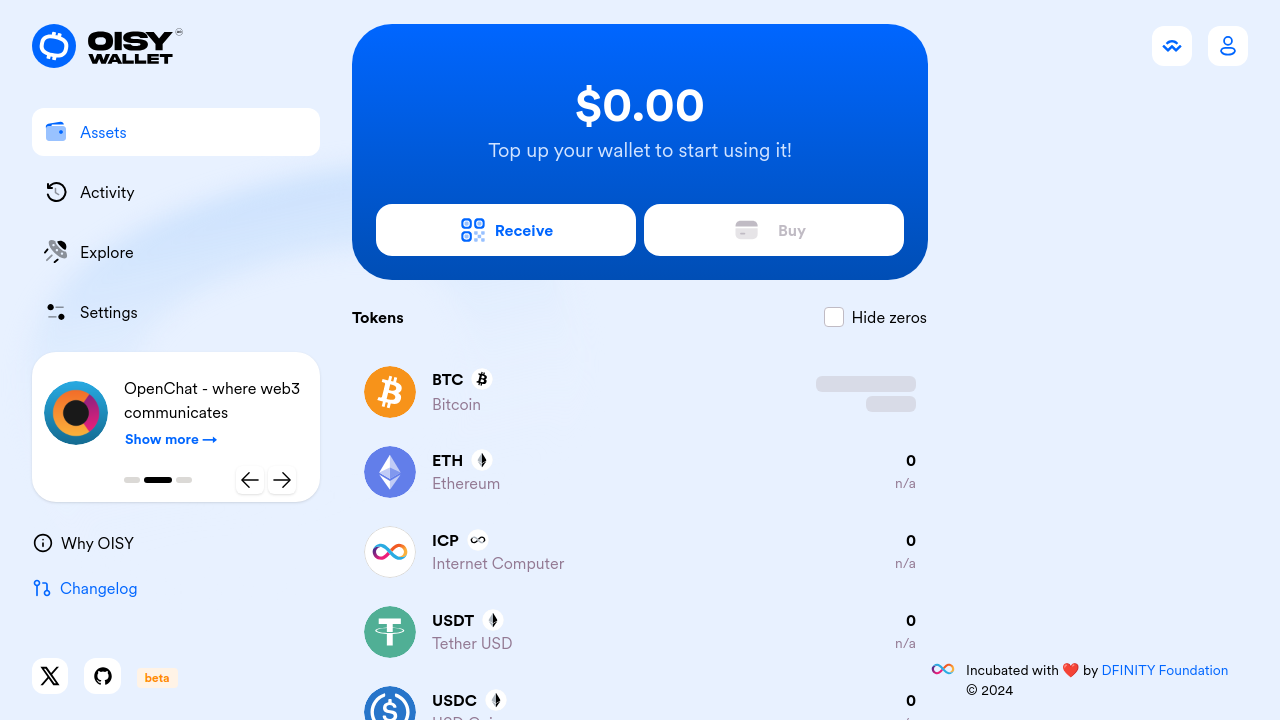 OISY
WALLET
Assets
Activity
Explore
Settings
OpenChat - where web3
communicates
Show more
Why OISY
Changelog
beta
$0.00
Top up your wallet to start using it!
Receive
Buy
Tokens
Hide zeros
BTC
Bitcoin
ETH
0
Ethereum
n/a
ICP
0
Internet Computer
n/a
USDT
0
Tether USD
n/a
USDC
0
Incubated with ❤️ by DFINITY Foundation
© 2024